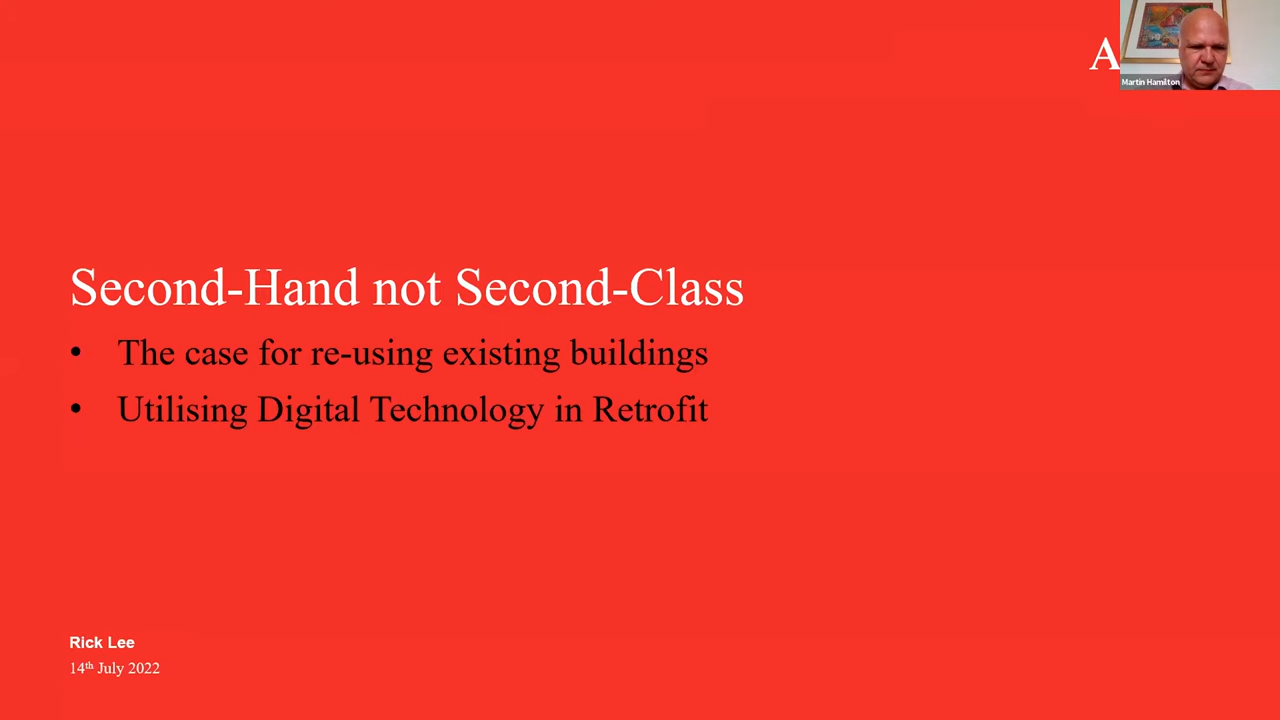 A
Martin Hamilton
Second-Hand not Second-Class
• The case for re-using existing buildings
• Utilising Digital Technology in Retrofit
Rick Lee
14th July 2022